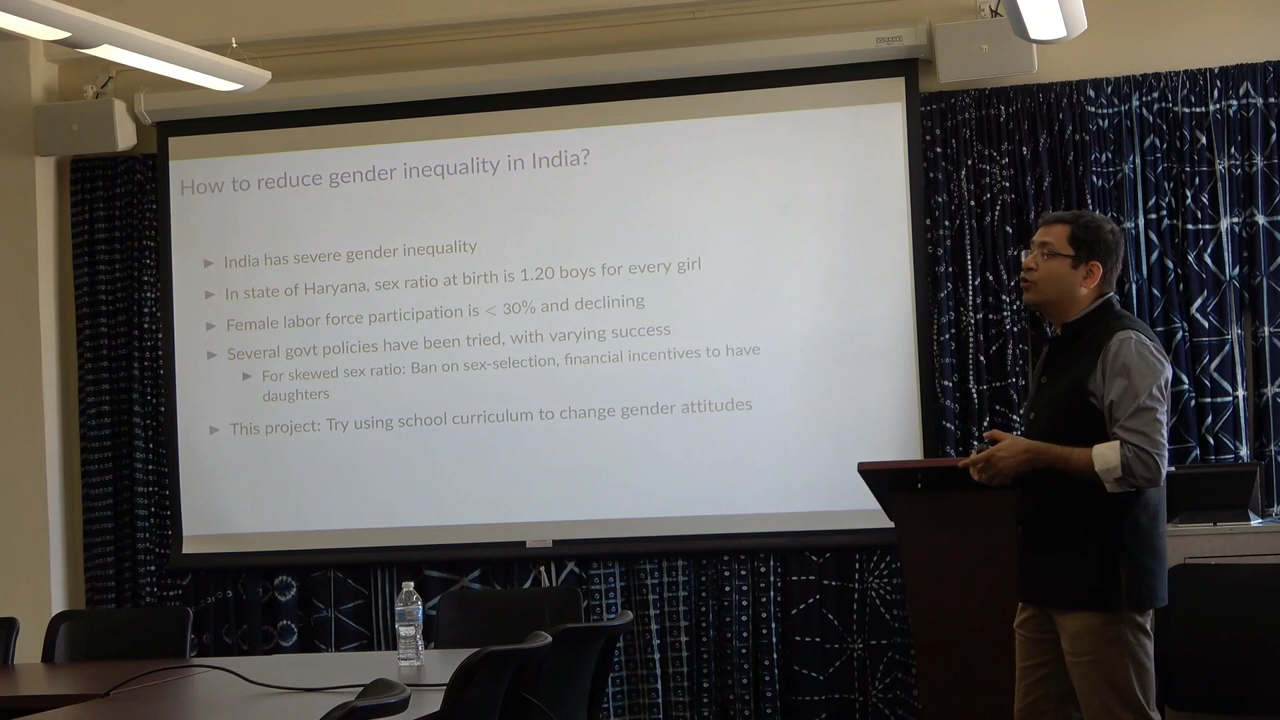 How to reduce gender inequality in India?
▶ India has severe gender inequality
▶ In state of Haryana, sex ratio at birth is 1.20 boys for every girl
▶ Female labor force participation is < 30% and declining
▶ Several govt policies have been tried, with varying success
▶ For skewed sex ratio: Ban on sex-selection, financial incentives to have
daughters
▶ This project: Try using school curriculum to change gender attitudes